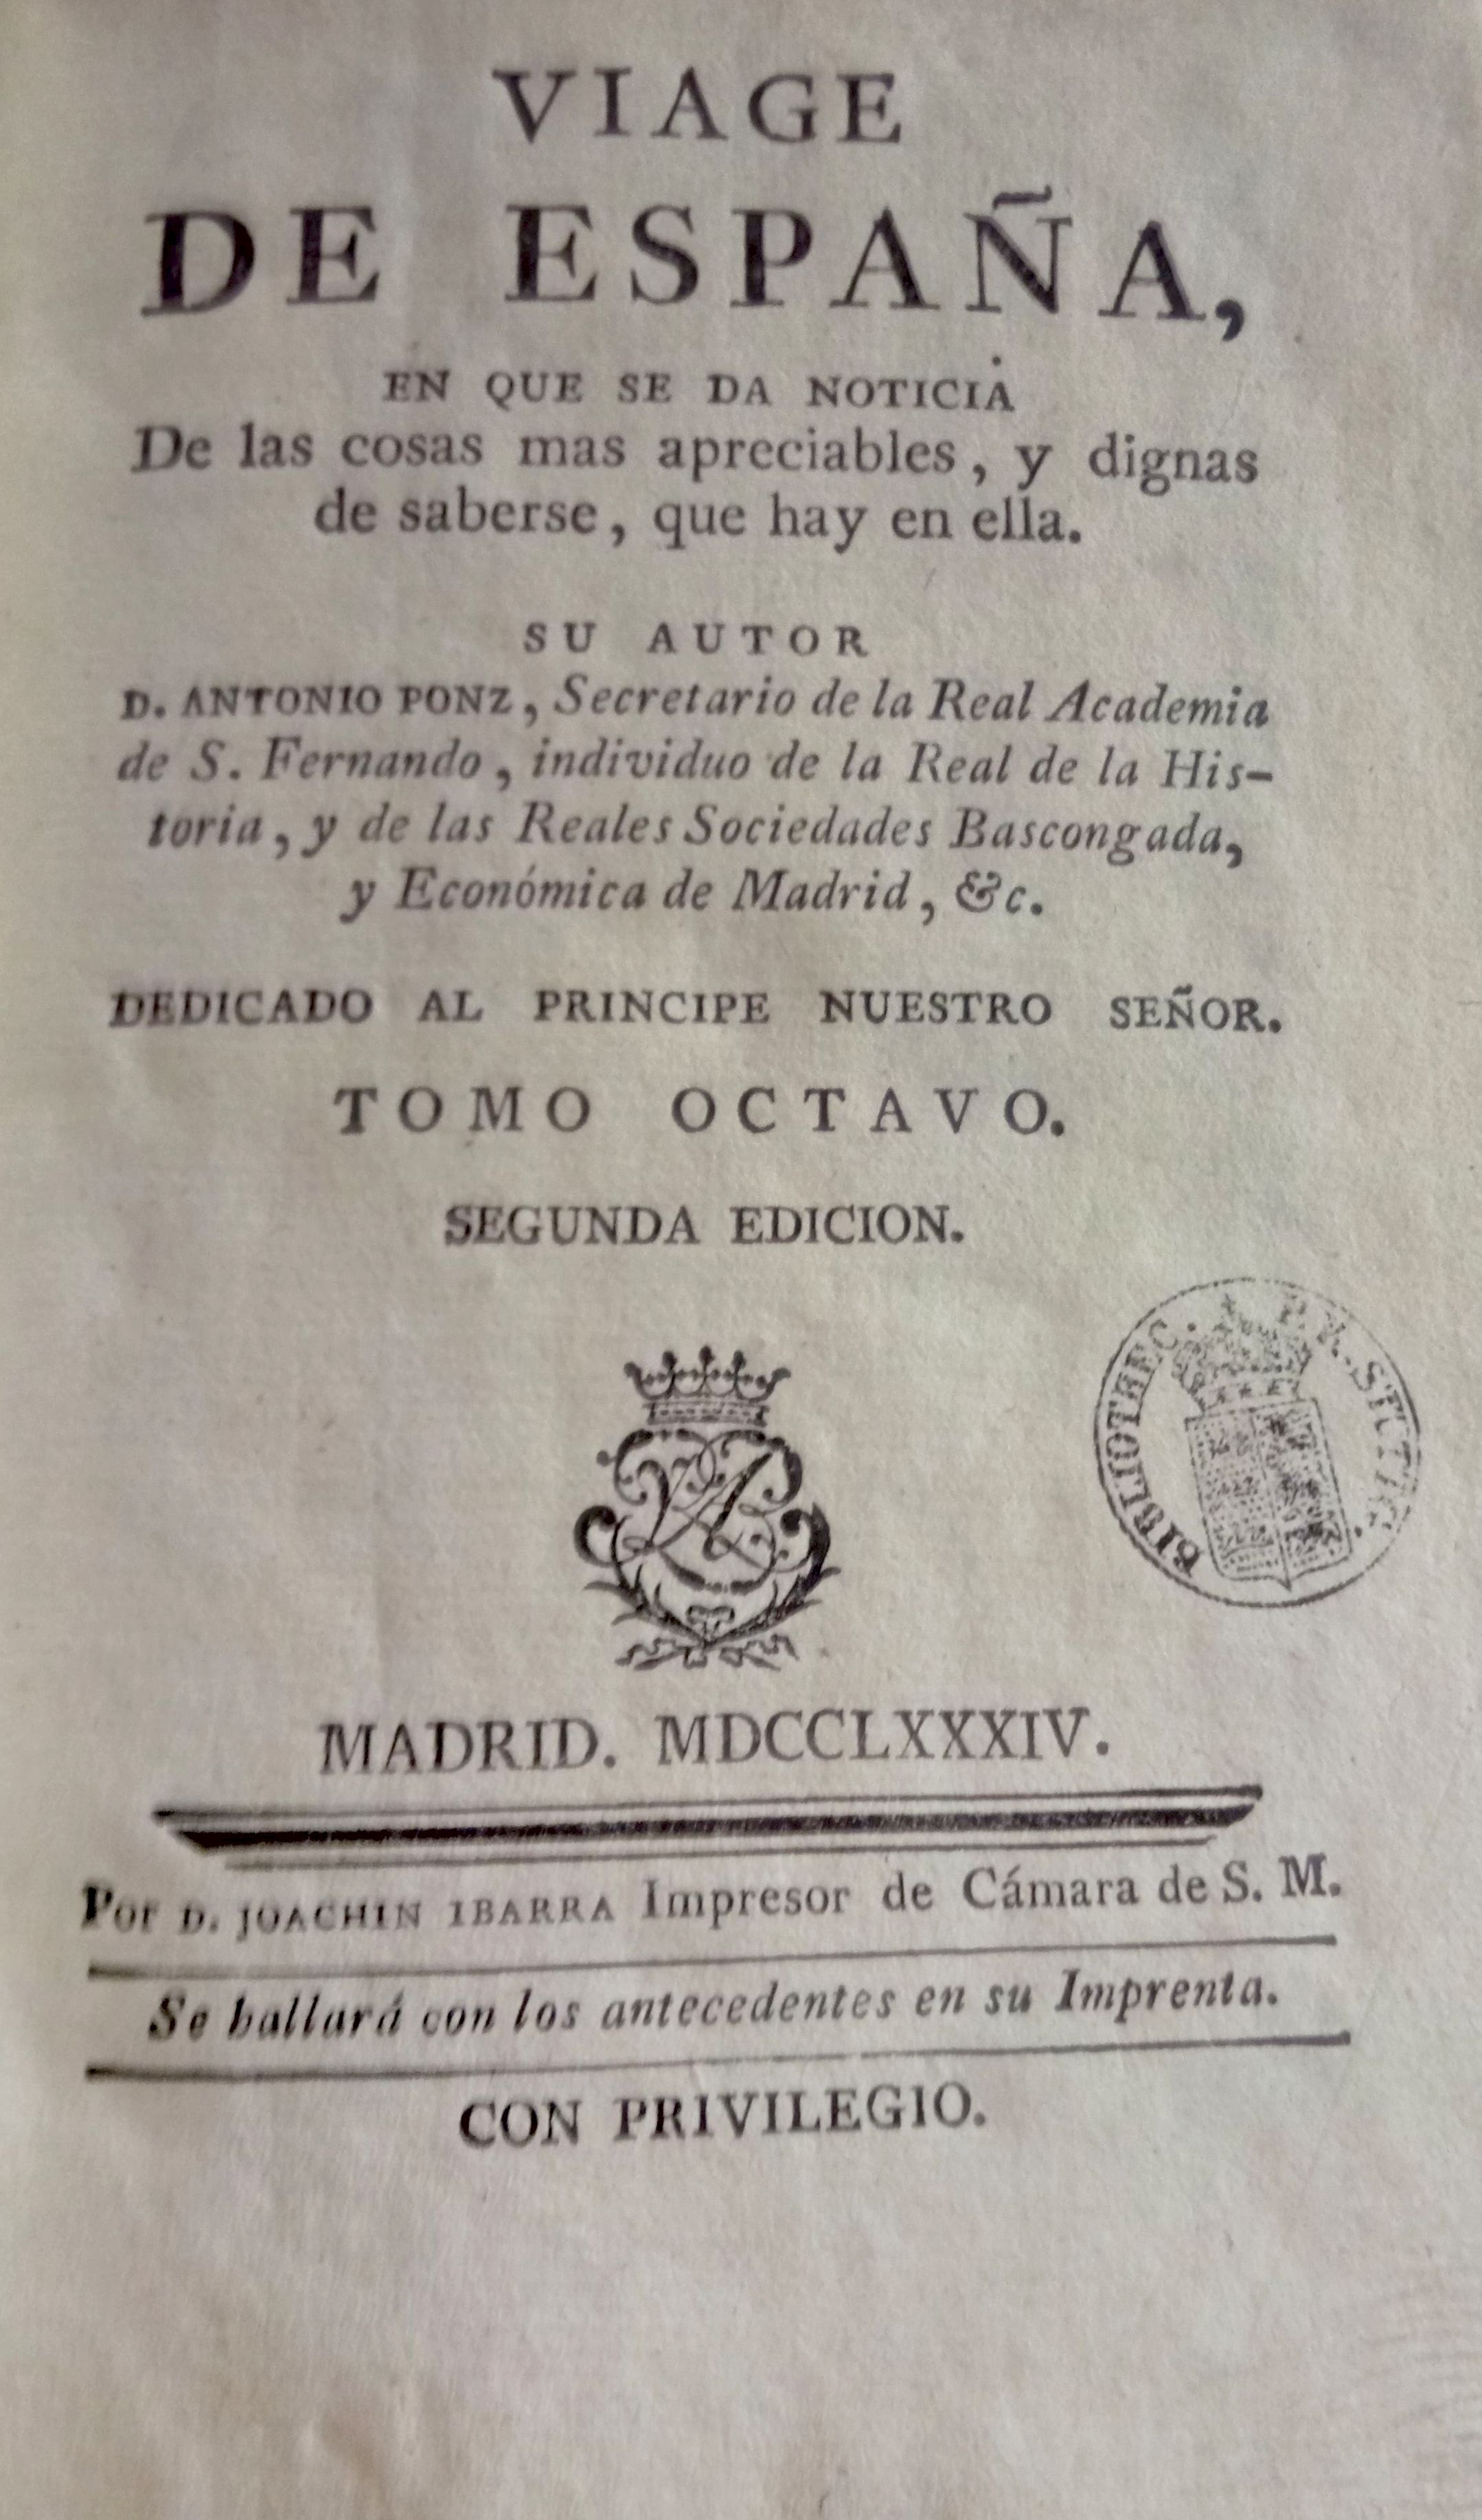 VIAGE
DE ESPAÑA,
EN QUE SE DA NOTICIA
De las cosas mas apreciables, y dignas
de saberse, que hay en ella.
SU AUTOR
D. ANTONIO PONZ, Secretario de la Real Academia
de S. Fernando, individuo de la Real de la His-
toria, y de las Reales Sociedades Bascongada,
y Económica de Madrid, &c.
DEDICADO AL PRINCIPE NUESTRO SEÑOR.
TOMO OCTAVO.
SEGUNDA EDICION.
BIBLIOTHEC.
MADRID. MDCCLXXXIV.
Por D. JOACHIN IBARRA Impresor de Cámara de S. M.
Se hallará con los antecedentes en su Imprenta.
CON PRIVILEGIO.